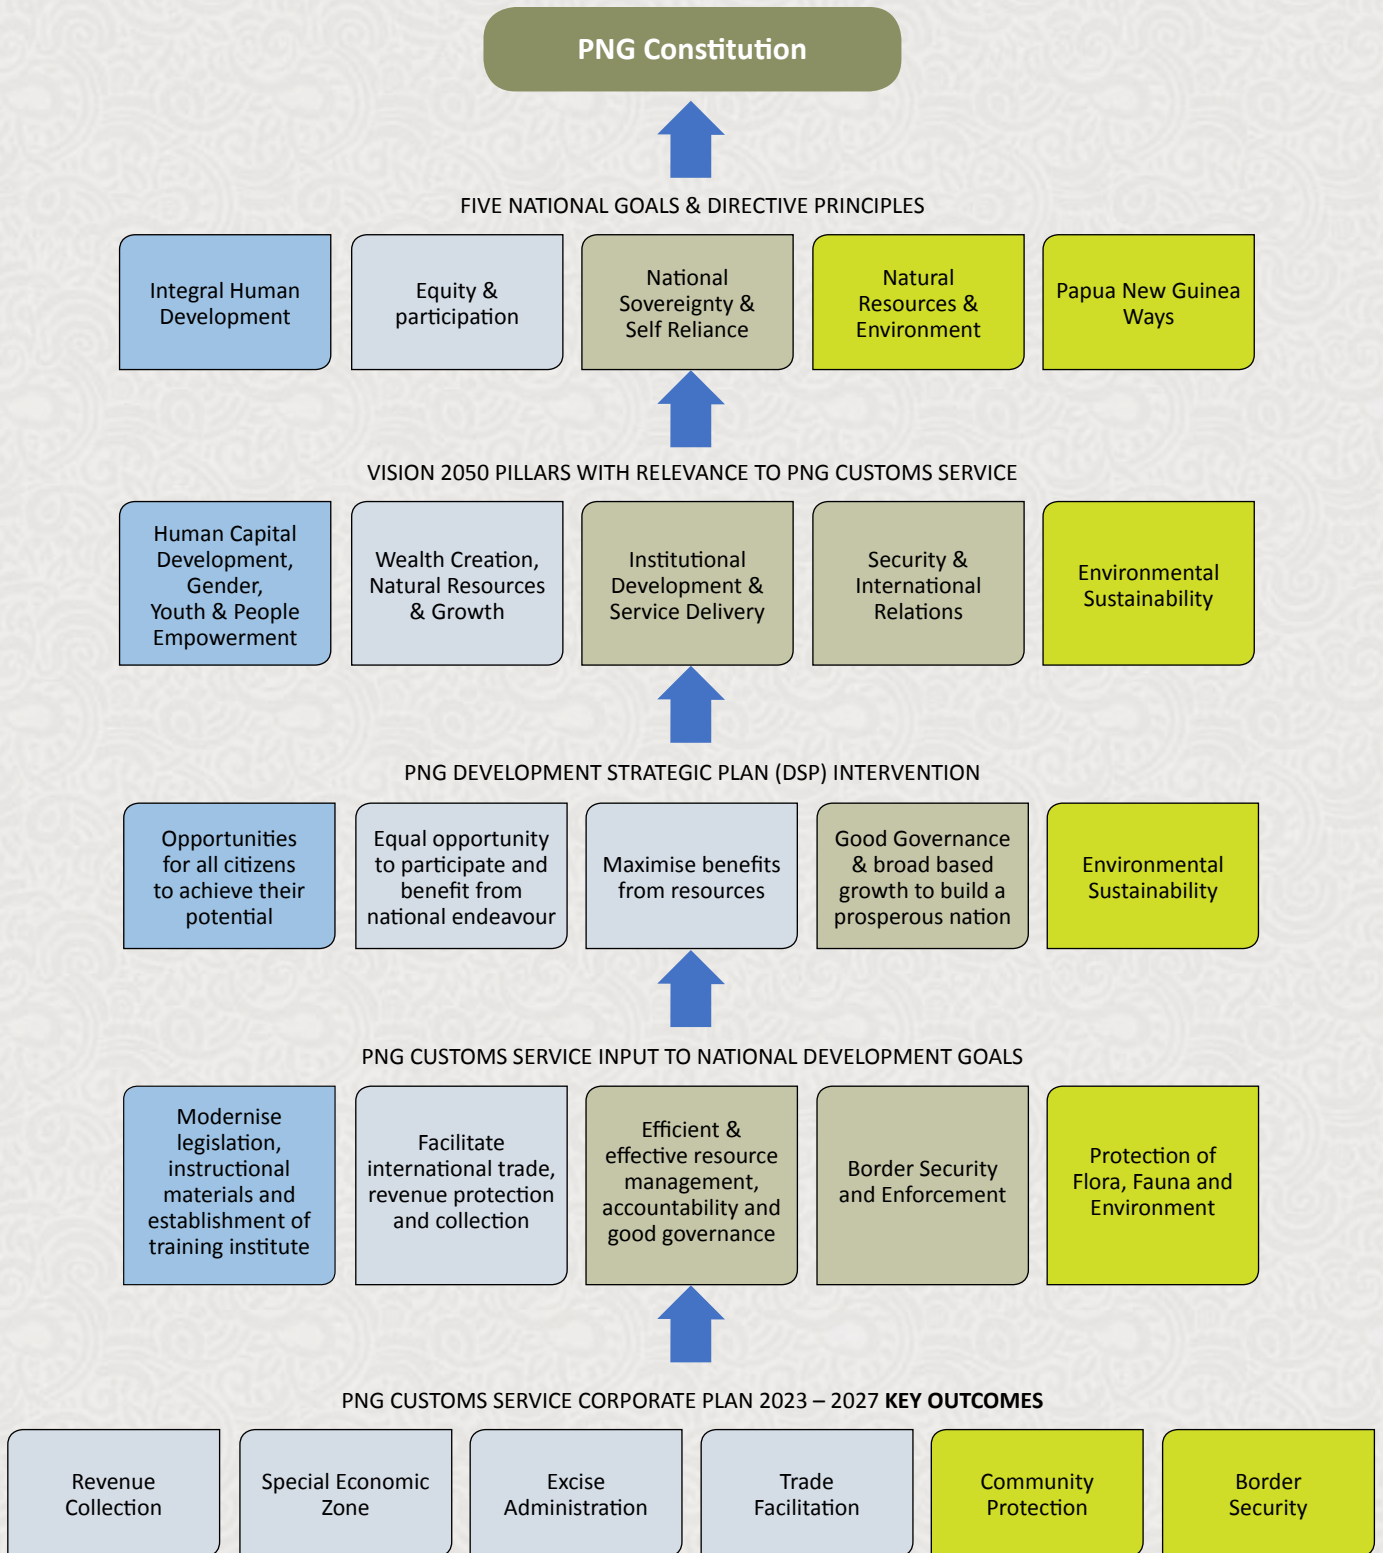 PNG Constitution
FIVE NATIONAL GOALS & DIRECTIVE PRINCIPLES
Integral Human
Development
Equity &
participation
National
Sovereignty &
Self Reliance
Natural
Resources &
Environment
Papua New Guinea
Ways
VISION 2050 PILLARS WITH RELEVANCE TO PNG CUSTOMS SERVICE
Human Capital
Development,
Gender,
Youth & People
Empowerment
Wealth Creation,
Natural Resources
& Growth
Institutional
Development &
Service Delivery
Security &
International
Relations
Environmental
Sustainability
PNG DEVELOPMENT STRATEGIC PLAN (DSP) INTERVENTION
Opportunities
for all citizens
to achieve their
potential
Equal opportunity
to participate and
benefit from
national endeavour
Maximise benefits
from resources
Good Governance
& broad based
growth to build a
prosperous nation
Environmental
Sustainability
PNG CUSTOMS SERVICE INPUT TO NATIONAL DEVELOPMENT GOALS
Modernise
legislation,
instructional
materials and
establishment of
training institute
Facilitate
international trade,
revenue protection
and collection
Efficient &
effective resource
management,
accountability and
good governance
Border Security
and Enforcement
Protection of
Flora, Fauna and
Environment
PNG CUSTOMS SERVICE CORPORATE PLAN 2023 – 2027 KEY OUTCOMES
Revenue
Collection
Special Economic
Zone
Excise
Administration
Trade
Facilitation
Community
Protection
Border
Security